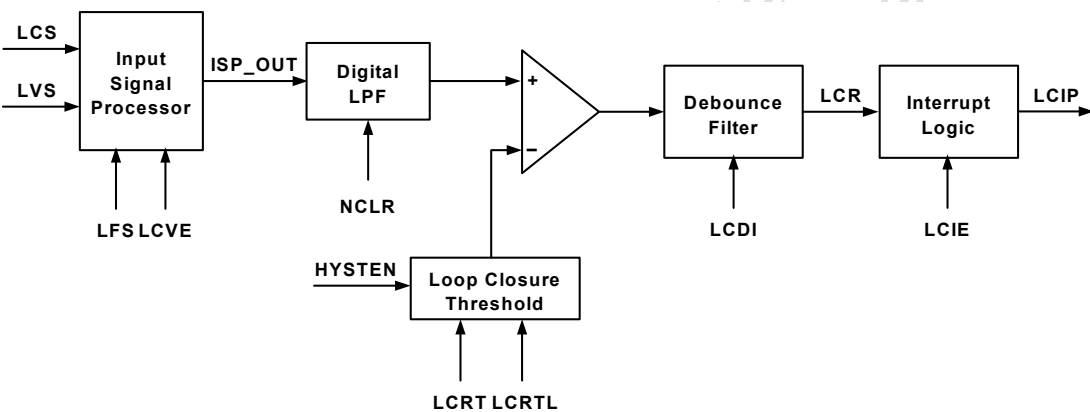 LCS
LVS
Input
Signal
Processor
LFS LCVE
ISP_OUT
Digital
LPF
NCLR
+
−
HYSTEN
Loop Closure
Threshold
LCRT LCRTL
Debounce
Filter
LCDI
LCR
Interrupt
Logic
LCIE
LCIP